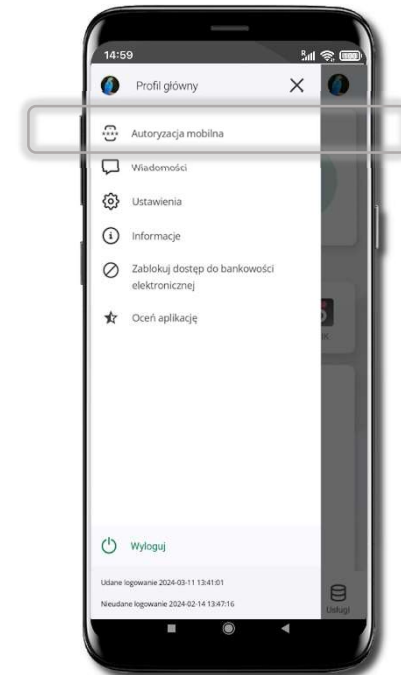 14:59
Profil główny
Autoryzacja mobilna
Wiadomości
Ustawienia
Informacje
Zablokuj dostęp do bankowości
elektronicznej
Oceń aplikację
Wyloguj
Udane logowanie 2024-03-11 13:41:01
Nieudane logowanie 2024-02-14 13:47:16
Usługi